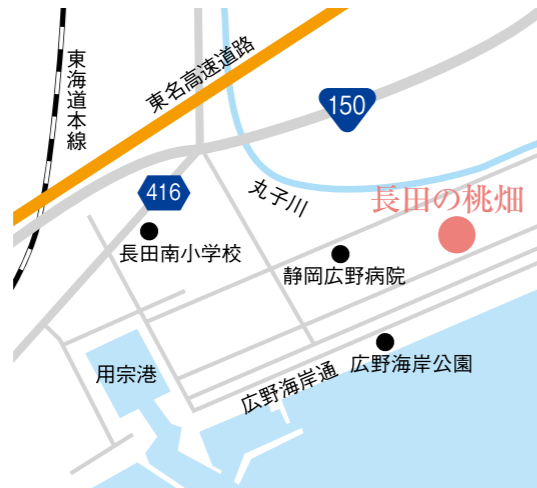 東海道本線
東名高速道路
150
416
丸子川
長田の桃畑
長田南小学校
静岡広野病院
用宗港
広野海岸通
広野海岸公園